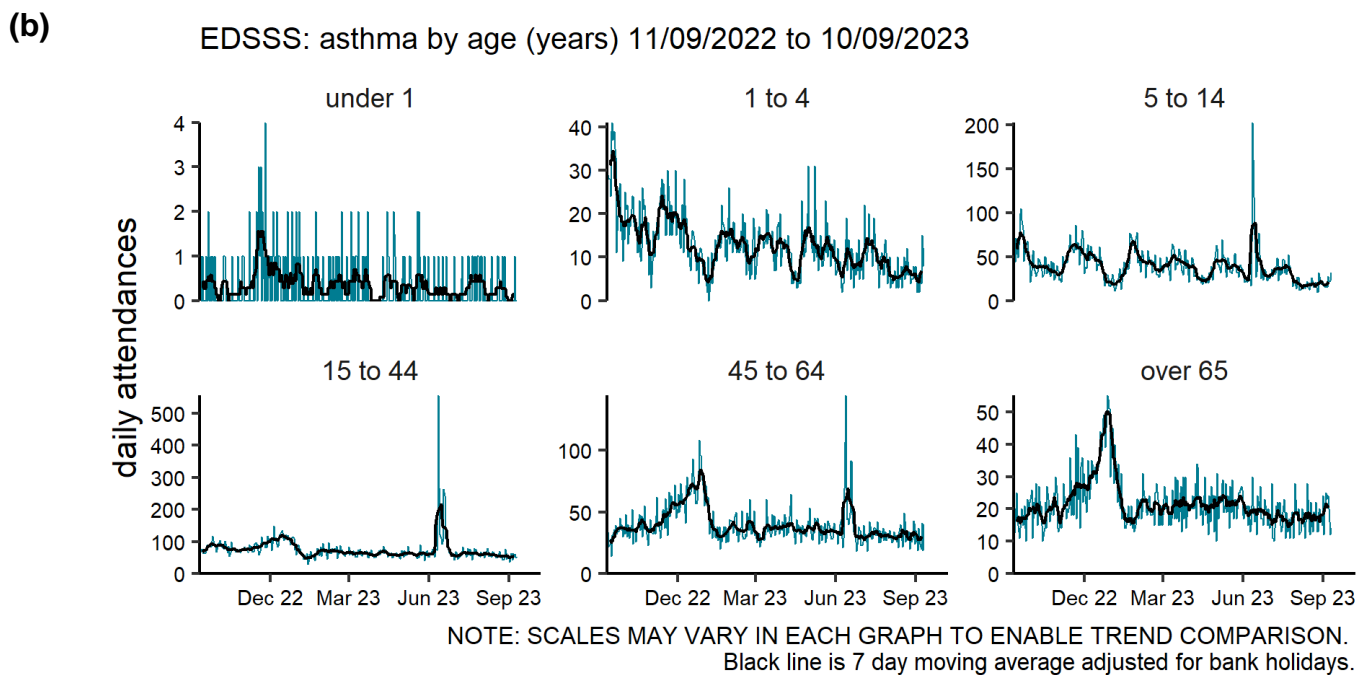 (b)
EDSSS: asthma by age (years) 11/09/2022 to 10/09/2023
under 1
1 to 4
5 to 14
4
3
2
1
0
40
30
20
10
0
200
150
100
50
0
daily attendances
15 to 44
45 to 64
over 65
500
400
300
200
100
0
100
50
0
50
40
30
20
10
0
Dec 22 Mar 23 Jun 23 Sep 23
Dec 22 Mar 23 Jun 23 Sep 23
Dec 22 Mar 23 Jun 23 Sep 23
NOTE: SCALES MAY VARY IN EACH GRAPH TO ENABLE TREND COMPARISON.
Black line is 7 day moving average adjusted for bank holidays.